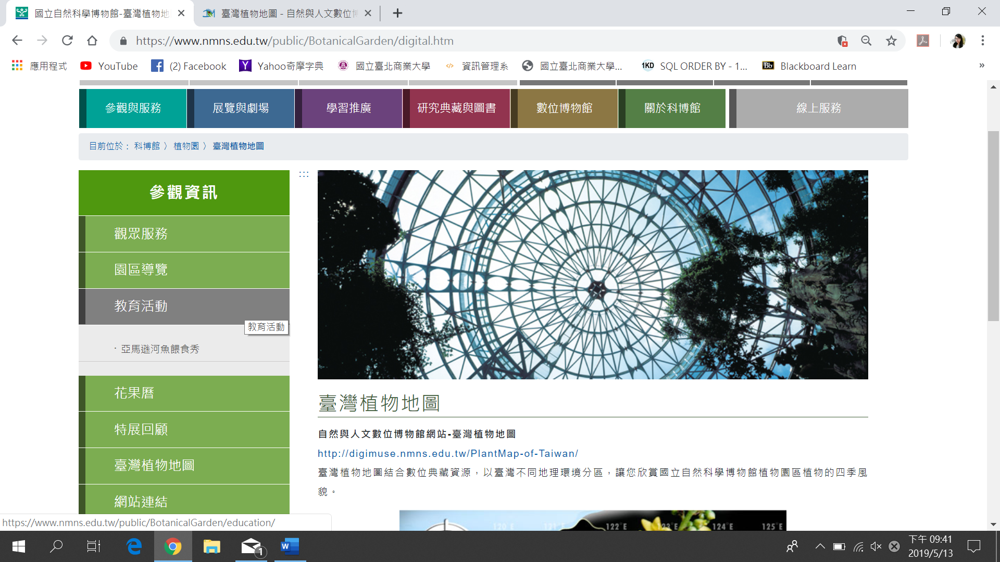 國立自然科學博物館-臺灣植物地
臺灣植物地圖 - 自然與人文數位博
https://www.nmns.edu.tw/public/BotanicalGarden/digital.htm
應用程式 YouTube (2) Facebook Yahoo奇摩字典 國立臺北商業大學 資訊管理系 國立臺北商業大學... 1KD SQL ORDER BY - 1... Bb Blackboard Learn »
參觀與服務 展覽與劇場 學習推廣 研究典藏與圖書 數位博物館 關於科博館 線上服務
目前位於： 科博館 〉 植物園 〉 臺灣植物地圖
參觀資訊
:::
觀眾服務
園區導覽
教育活動
教育活動
· 亞馬遜河魚餵食秀
花果曆
特展回顧
臺灣植物地圖
網站連結
臺灣植物地圖
自然與人文數位博物館網站-臺灣植物地圖
http://digimuse.nmns.edu.tw/PlantMap-of-Taiwan/
臺灣植物地圖結合數位典藏資源，以臺灣不同地理環境分區，讓您欣賞國立自然科學博物館植物園區植物的四季風
貌。
120°E 121°E 122°E 123°E 124°E 125°E
https://www.nmns.edu.tw/public/BotanicalGarden/education/
1
下午 09:41
2019/5/13